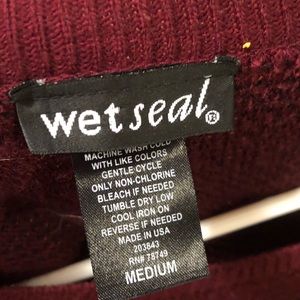 wet seal®
MACHINE WASH COLD
WITH LIKE COLORS
GENTLE CYCLE
ONLY NON-CHLORINE
BLEACH IF NEEDED
TUMBLE DRY LOW
COOL IRON ON
REVERSE IF NEEDED
MADE IN USA
203643
RN# 78749
MEDIUM